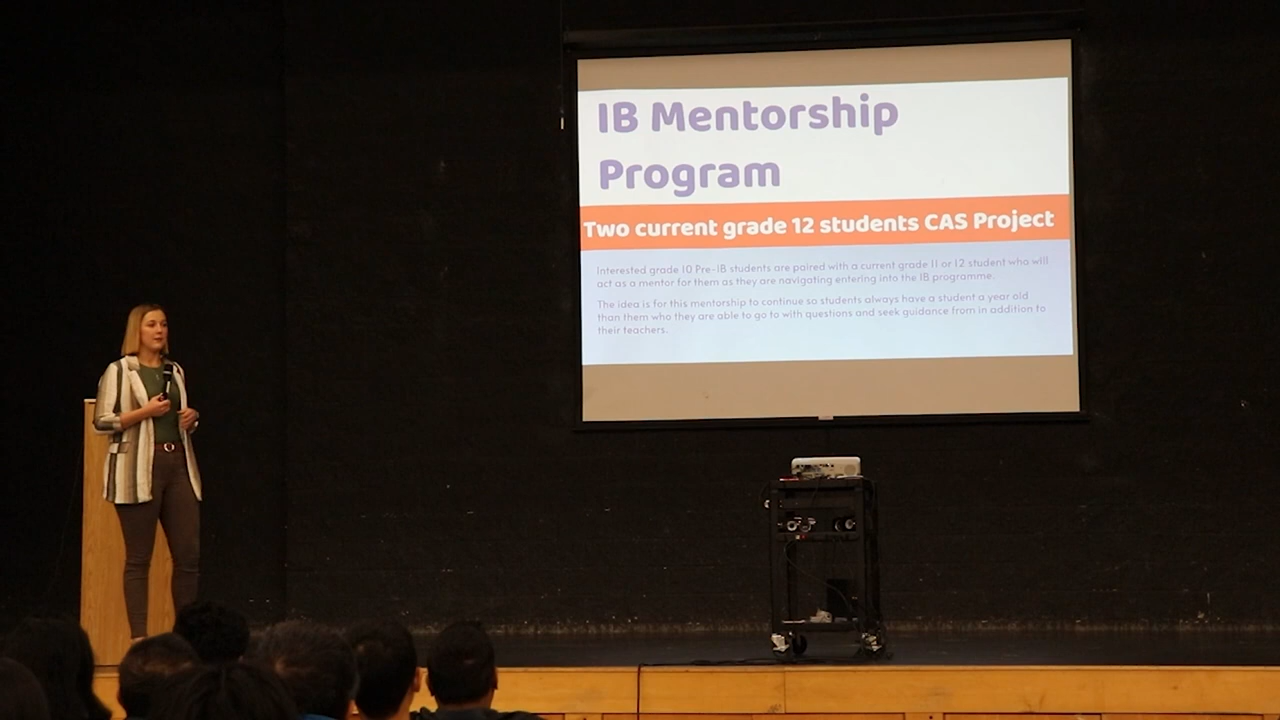 IB Mentorship
Program
Two current grade 12 students CAS Project
Interested grade 10 Pre-IB students are paired with a current grade 11 or 12 student who will
act as a mentor for them as they are navigating entering into the IB programme.
The idea is for this mentorship to continue so students always have a student a year old
than them who they are able to go to with questions and seek guidance from in addition to
their teachers.